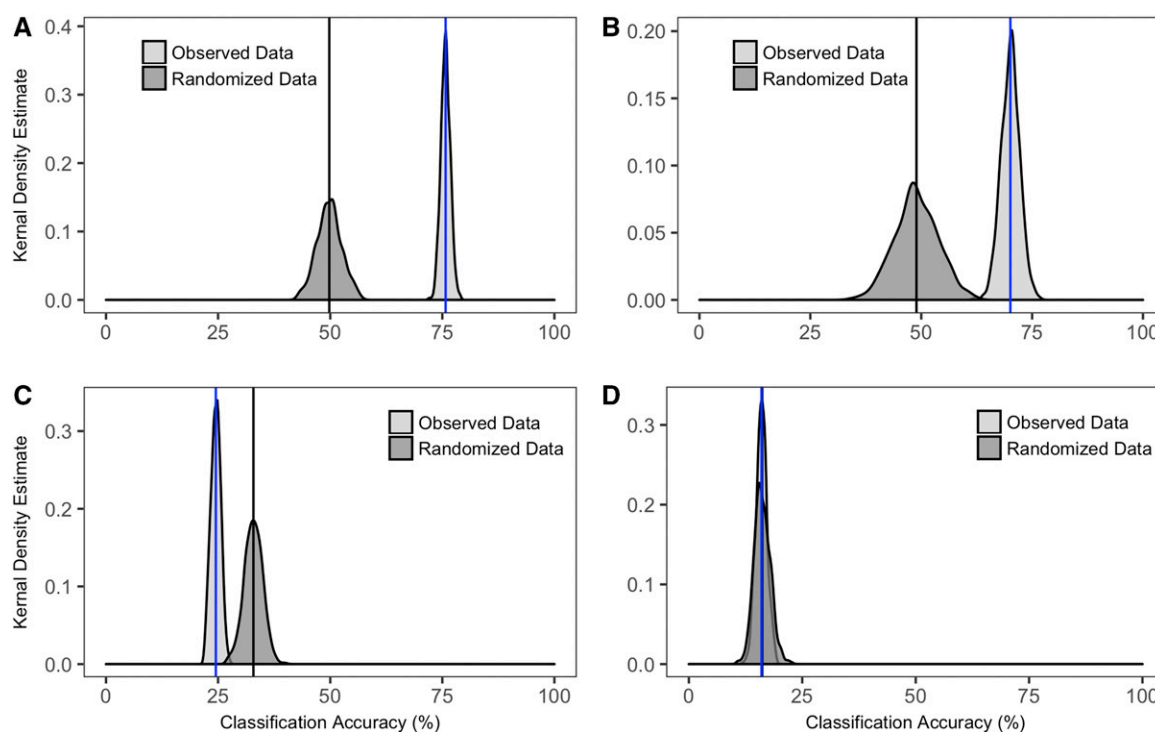 A
Kernal Density Estimate
0.4
0.3
0.2
0.1
0.0
Observed Data
Randomized Data
0
25
50
75
100
B
0.20
0.15
0.10
0.05
0.00
Observed Data
Randomized Data
0
25
50
75
100
C
Kernal Density Estimate
0.3
0.2
0.1
0.0
Observed Data
Randomized Data
0
25
50
75
100
Classification Accuracy (%)
D
0.3
0.2
0.1
0.0
Observed Data
Randomized Data
0
25
50
75
100
Classification Accuracy (%)